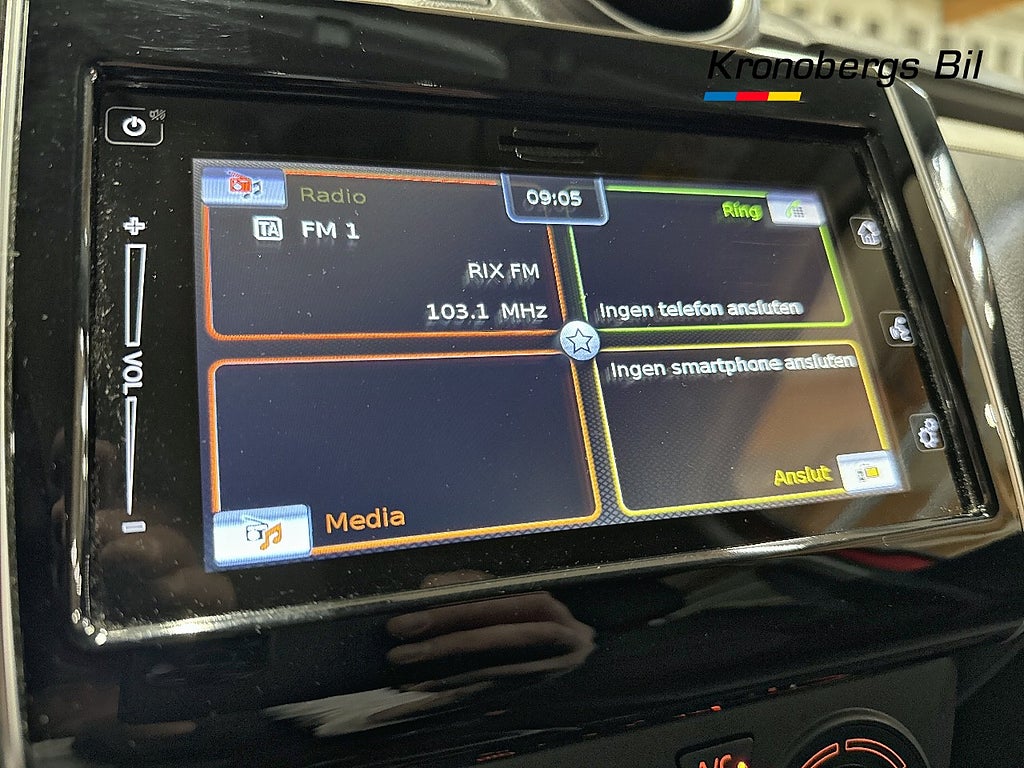 Kronobergs Bil
Radio
09:05
Ring
TA FM 1
RIX FM
103.1 MHz
Ingen telefon ansluten
Ingen smartphone ansluten
VOL
Media
Anslut
A/C